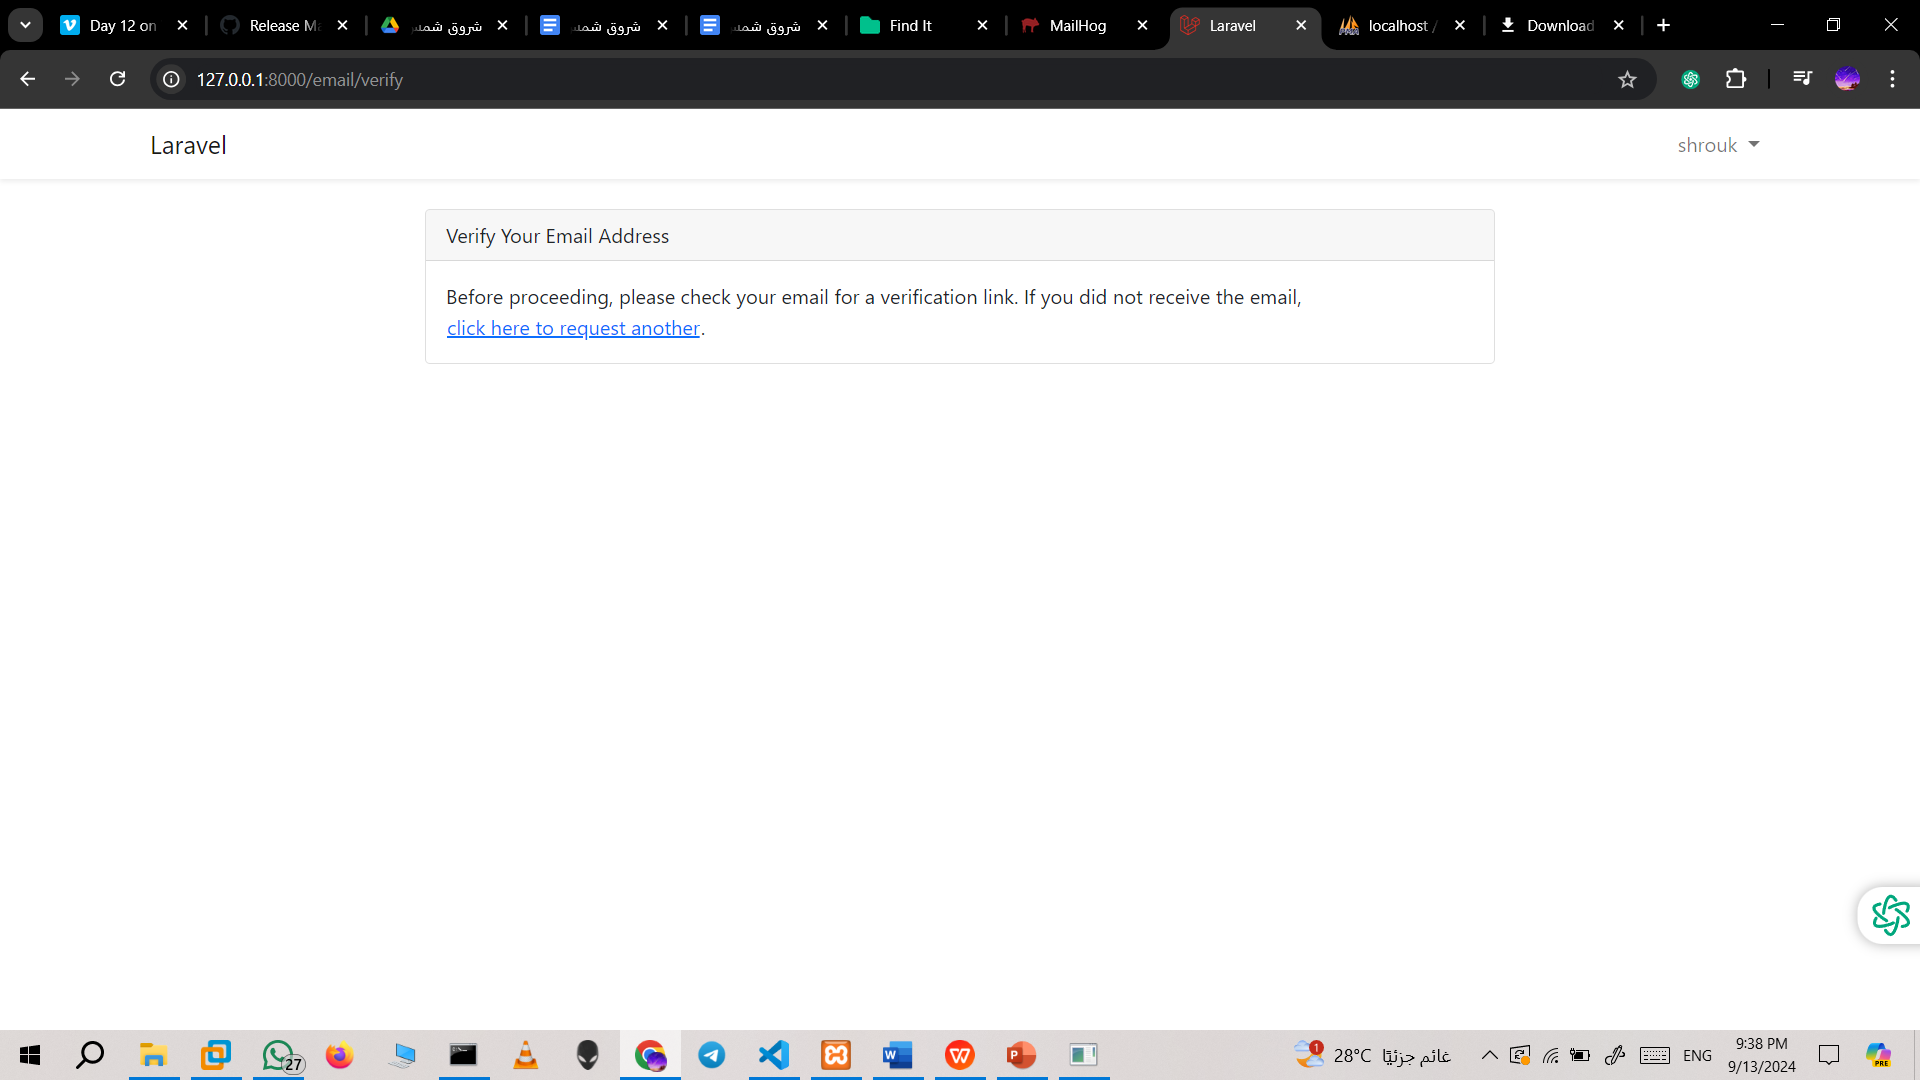 Day 12 on
Release Ma
شروق شمس
شروق شمس
شروق شمس
Find It
MailHog
Laravel
localhost /
Download
127.0.0.1:8000/email/verify
Laravel
shrouk
Verify Your Email Address
Before proceeding, please check your email for a verification link. If you did not receive the email,
click here to request another.
27
1
28°C غائم جزئيًا
ENG
9:38 PM
9/13/2024
PRE